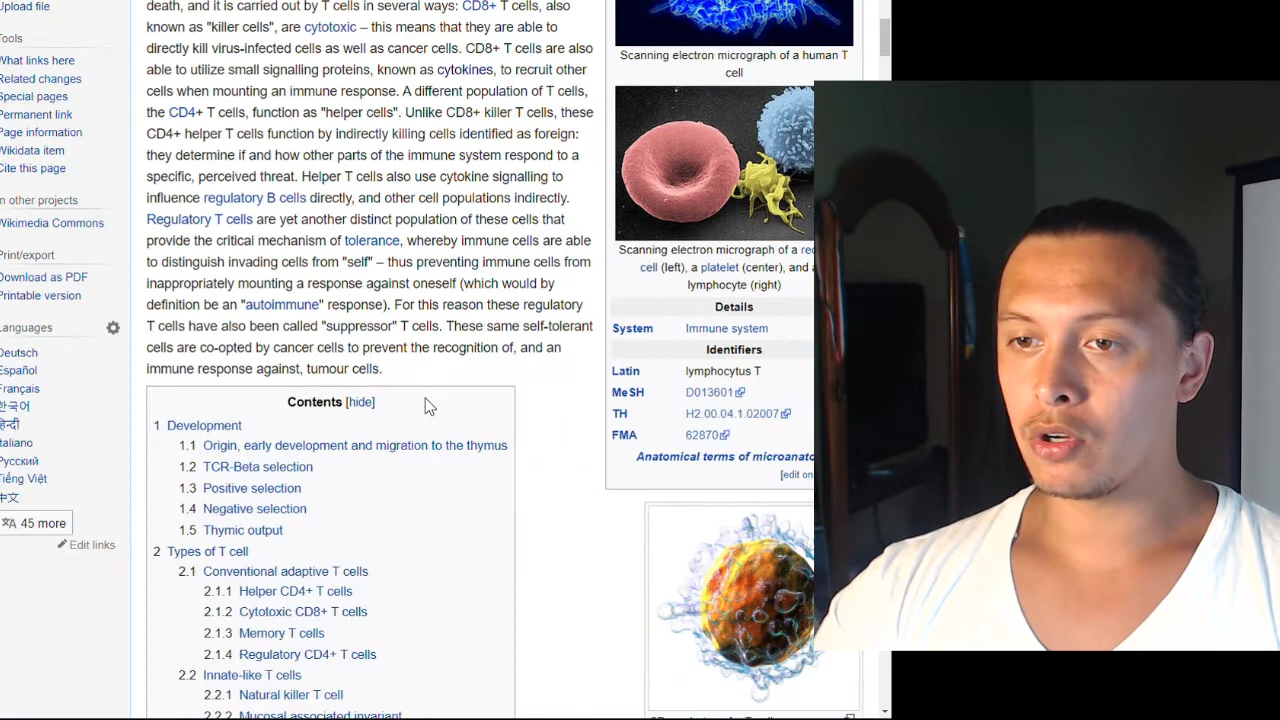 Upload file
Tools
What links here
Related changes
Special pages
Permanent link
Page information
Wikidata item
Cite this page
n other projects
Wikimedia Commons
Print/export
Download as PDF
Printable version
Languages
Deutsch
Español
Français
한국어
हिन्दी
Italiano
Русский
Tiếng Việt
中文
45 more
Edit links
death, and it is carried out by T cells in several ways: CD8+ T cells, also
known as "killer cells", are cytotoxic – this means that they are able to
directly kill virus-infected cells as well as cancer cells. CD8+ T cells are also
able to utilize small signalling proteins, known as cytokines, to recruit other
cells when mounting an immune response. A different population of T cells,
the CD4+ T cells, function as "helper cells". Unlike CD8+ killer T cells, these
CD4+ helper T cells function by indirectly killing cells identified as foreign:
they determine if and how other parts of the immune system respond to a
specific, perceived threat. Helper T cells also use cytokine signalling to
influence regulatory B cells directly, and other cell populations indirectly.
Regulatory T cells are yet another distinct population of these cells that
provide the critical mechanism of tolerance, whereby immune cells are able
to distinguish invading cells from "self" – thus preventing immune cells from
inappropriately mounting a response against oneself (which would by
definition be an "autoimmune" response). For this reason these regulatory
T cells have also been called "suppressor" T cells. These same self-tolerant
cells are co-opted by cancer cells to prevent the recognition of, and an
immune response against, tumour cells.
Contents [hide]
1 Development
1.1 Origin, early development and migration to the thymus
1.2 TCR-Beta selection
1.3 Positive selection
1.4 Negative selection
1.5 Thymic output
2 Types of T cell
2.1 Conventional adaptive T cells
2.1.1 Helper CD4+ T cells
2.1.2 Cytotoxic CD8+ T cells
2.1.3 Memory T cells
2.1.4 Regulatory CD4+ T cells
2.2 Innate-like T cells
2.2.1 Natural killer T cell
2.2.2 Mucosal associated invariant
Scanning electron micrograph of a human T
cell
Scanning electron micrograph of a
cell (left), a platelet (center), and a
lymphocyte (right)
Details
System Immune system
Identifiers
Latin lymphocytus T
MeSH D013601
TH H2.00.04.1.02007
FMA 62870
Anatomical terms of
[edit on